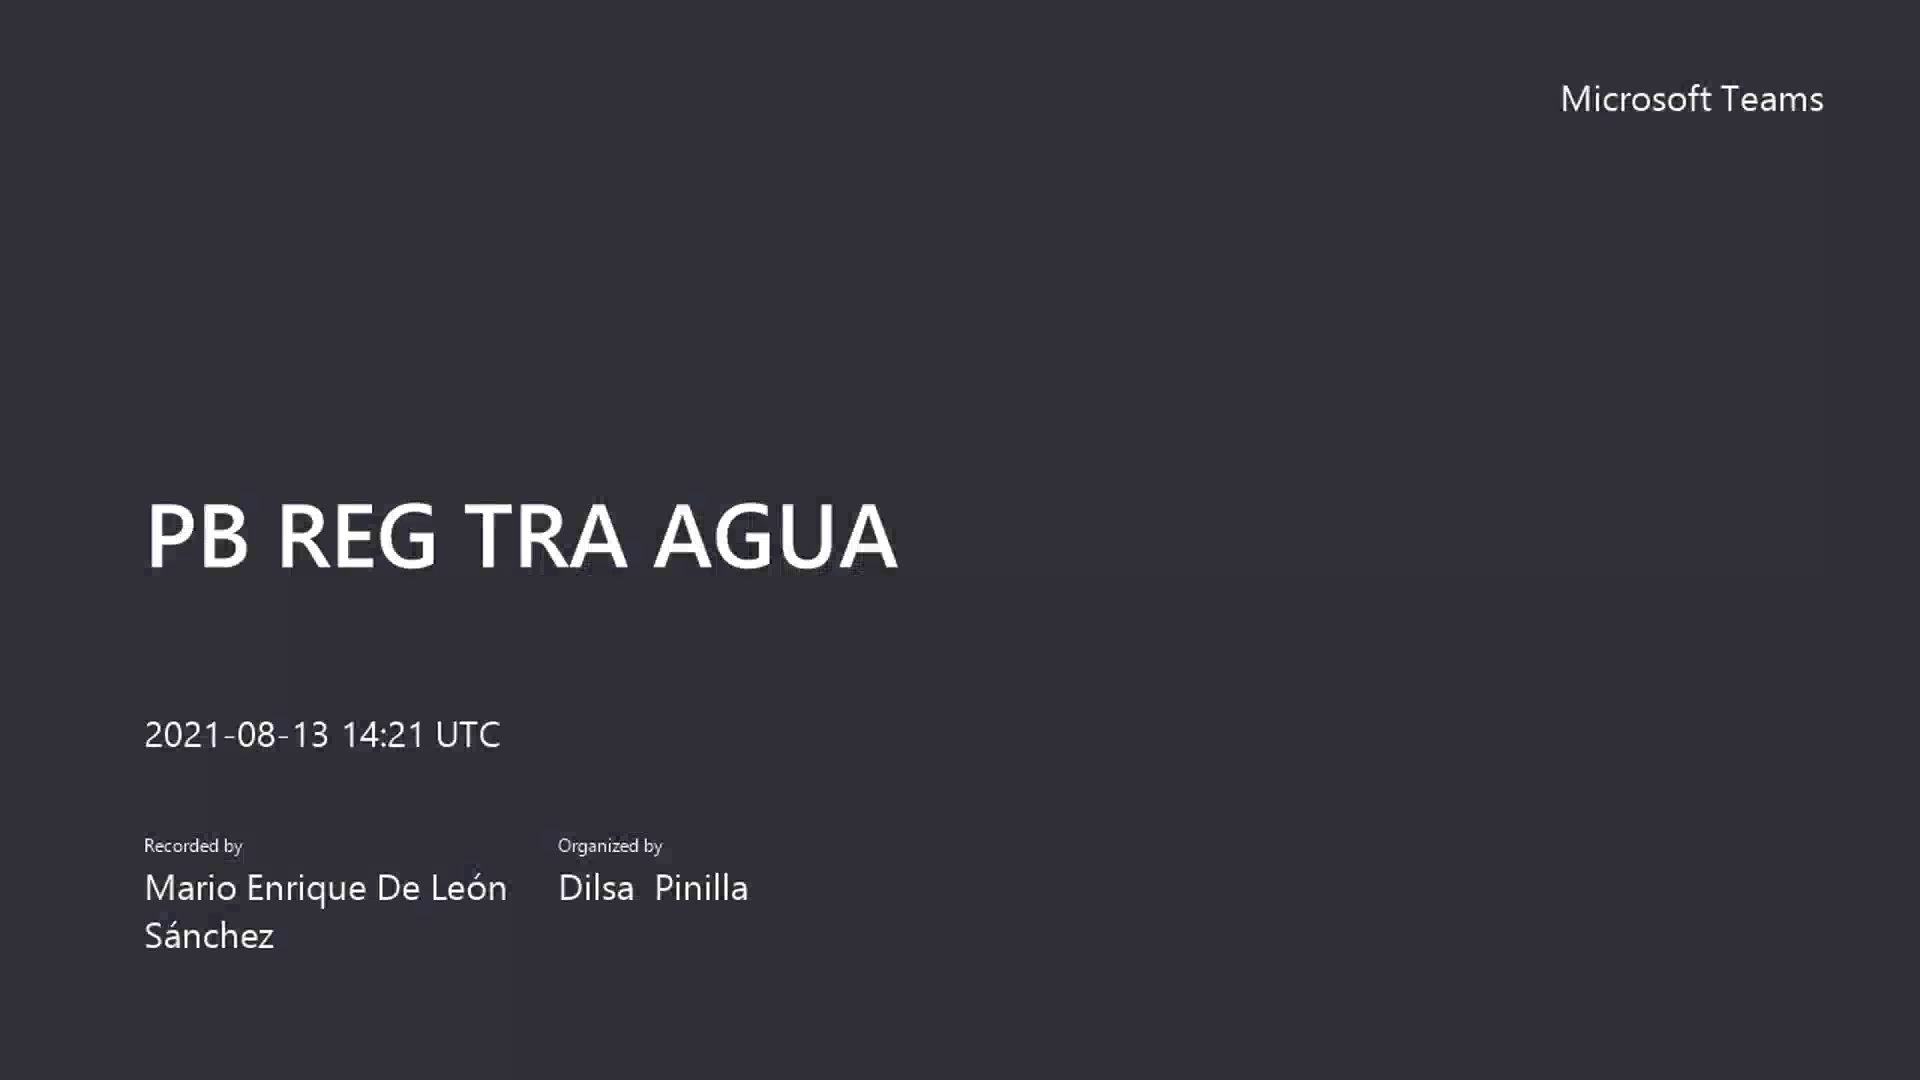 Microsoft Teams
PB REG TRA AGUA
2021-08-13 14:21 UTC
Recorded by
Mario Enrique De León
Sánchez
Organized by
Dilsa  Pinilla